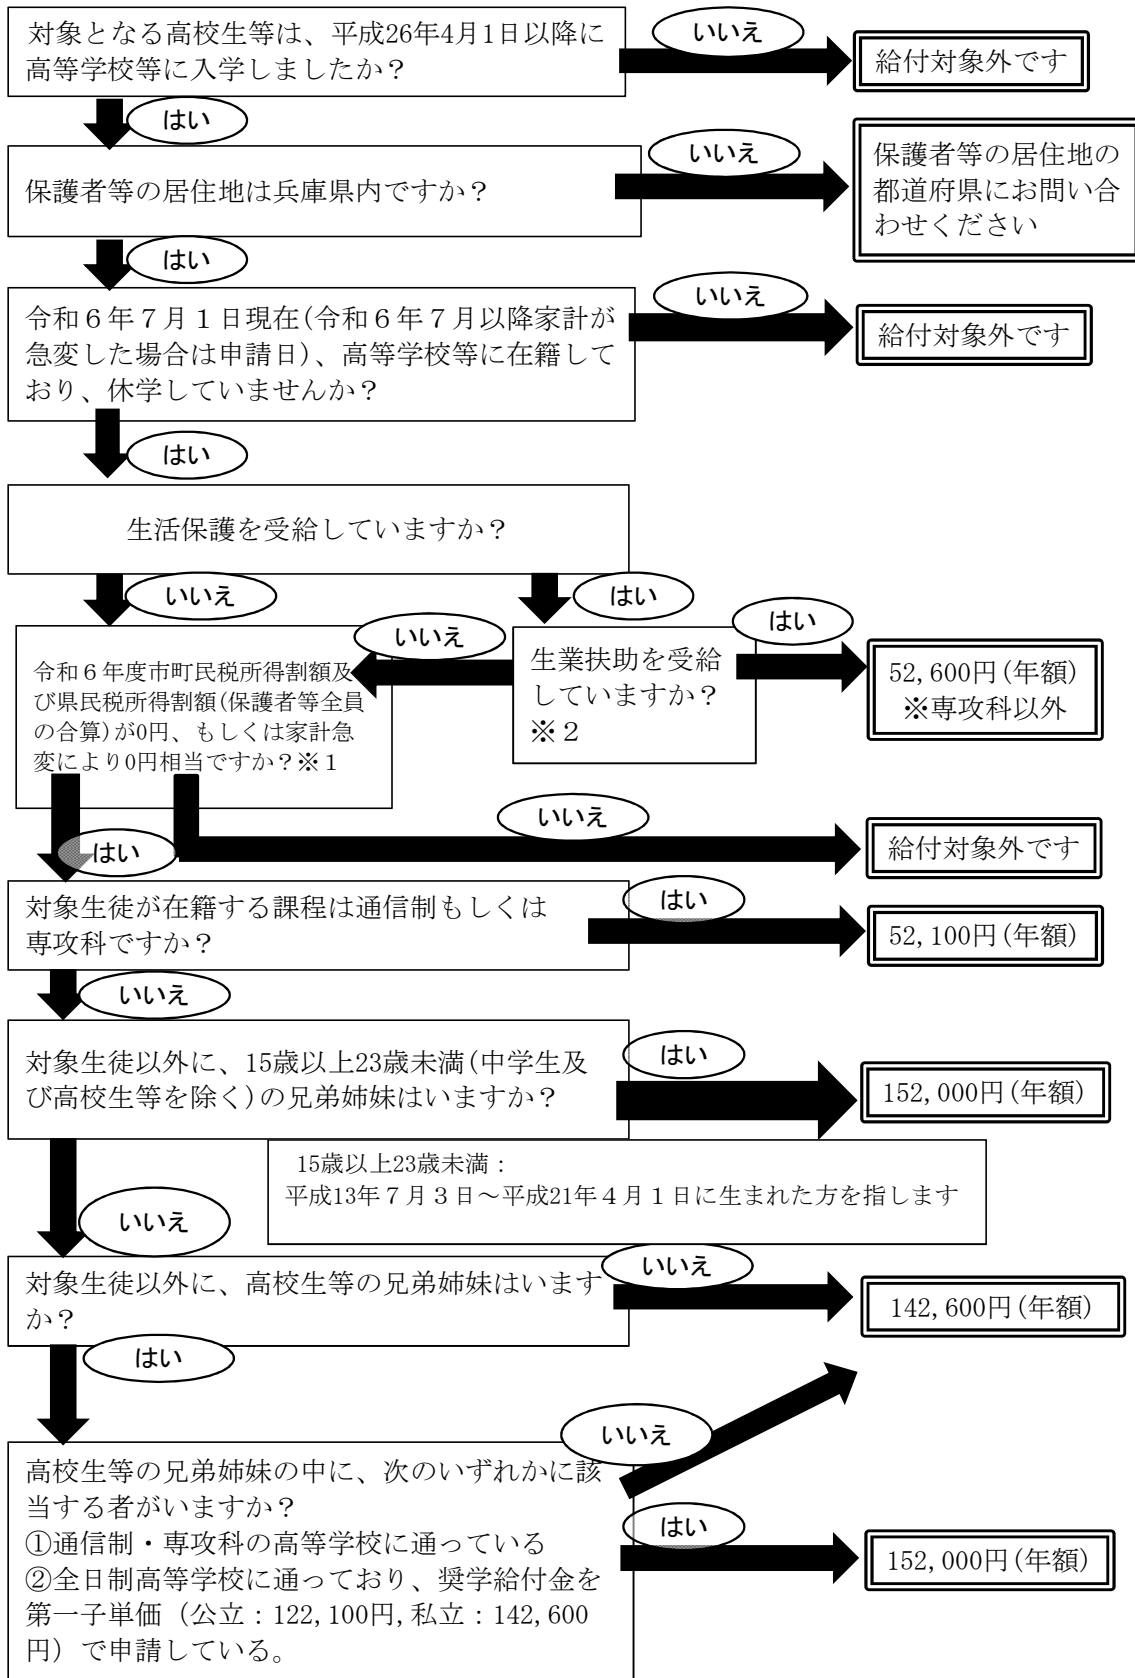 対象となる高校生等は、平成26年4月1日以降に
高等学校等に入学しましたか？
いいえ
給付対象外です
はい
保護者等の居住地は兵庫県内ですか？
いいえ
保護者等の居住地の
都道府県にお問い合
わせください
はい
令和６年７月１日現在(令和６年７月以降家計が
急変した場合は申請日)、高等学校等に在籍して
おり、休学していませんか？
いいえ
給付対象外です
はい
生活保護を受給していますか？
いいえ
はい
生業扶助を受給
していますか？
※２
いいえ
はい
52,600円(年額)
※専攻科以外
令和６年度市町民税所得割額及
び県民税所得割額(保護者等全員
の合算)が0円、もしくは家計急
変により0円相当ですか？※１
いいえ
給付対象外です
はい
対象生徒が在籍する課程は通信制もしくは
専攻科ですか？
はい
52,100円(年額)
いいえ
対象生徒以外に、15歳以上23歳未満(中学生及
び高校生等を除く)の兄弟姉妹はいますか？
はい
152,000円(年額)
15歳以上23歳未満：
平成13年７月３日～平成21年４月１日に生まれた方を指します
いいえ
対象生徒以外に、高校生等の兄弟姉妹はいます
か？
いいえ
142,600円(年額)
はい
高校生等の兄弟姉妹の中に、次のいずれかに該
当する者がいますか？
①通信制・専攻科の高等学校に通っている
②全日制高等学校に通っており、奨学給付金を
第一子単価（公立：122,100円,私立：142,600
円）で申請している。
いいえ
はい
152,000円(年額)